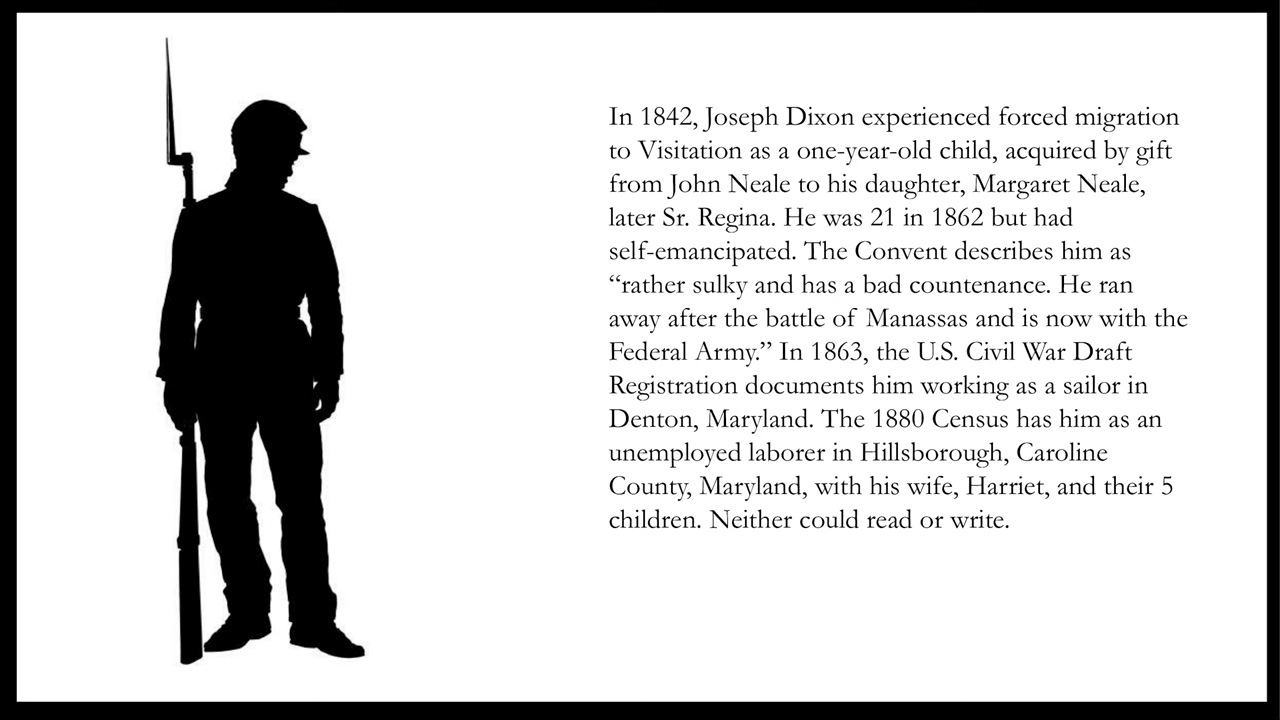 In 1842, Joseph Dixon experienced forced migration
to Visitation as a one-year-old child, acquired by gift
from John Neale to his daughter, Margaret Neale,
later Sr. Regina. He was 21 in 1862 but had
self-emancipated. The Convent describes him as
“rather sulky and has a bad countenance. He ran
away after the battle of Manassas and is now with the
Federal Army.” In 1863, the U.S. Civil War Draft
Registration documents him working as a sailor in
Denton, Maryland. The 1880 Census has him as an
unemployed laborer in Hillsborough, Caroline
County, Maryland, with his wife, Harriet, and their 5
children. Neither could read or write.